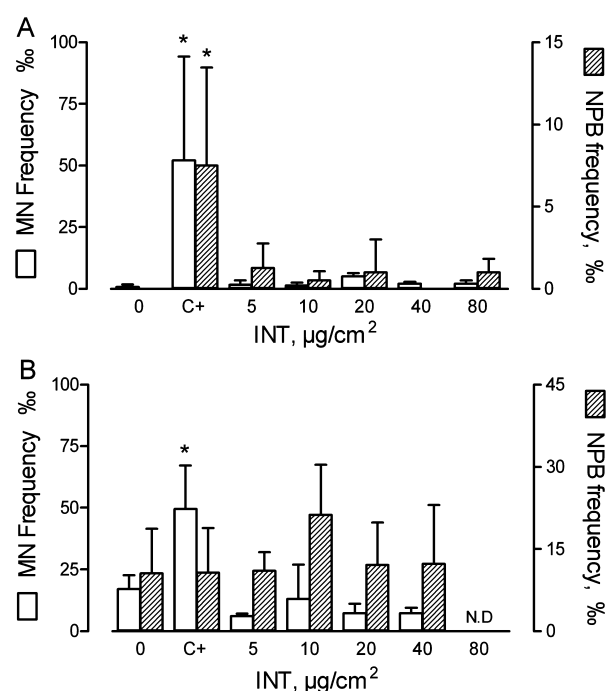 A
100
75
50
25
0
MN Frequency ‰
* *
15
10
5
0
NPB frequency, ‰
0 C+ 5 10 20 40 80
INT, µg/cm²
B
100
75
50
25
0
MN Frequency ‰
*
45
30
15
0
NPB frequency, ‰
N.D
0 C+ 5 10 20 40 80
INT, µg/cm²